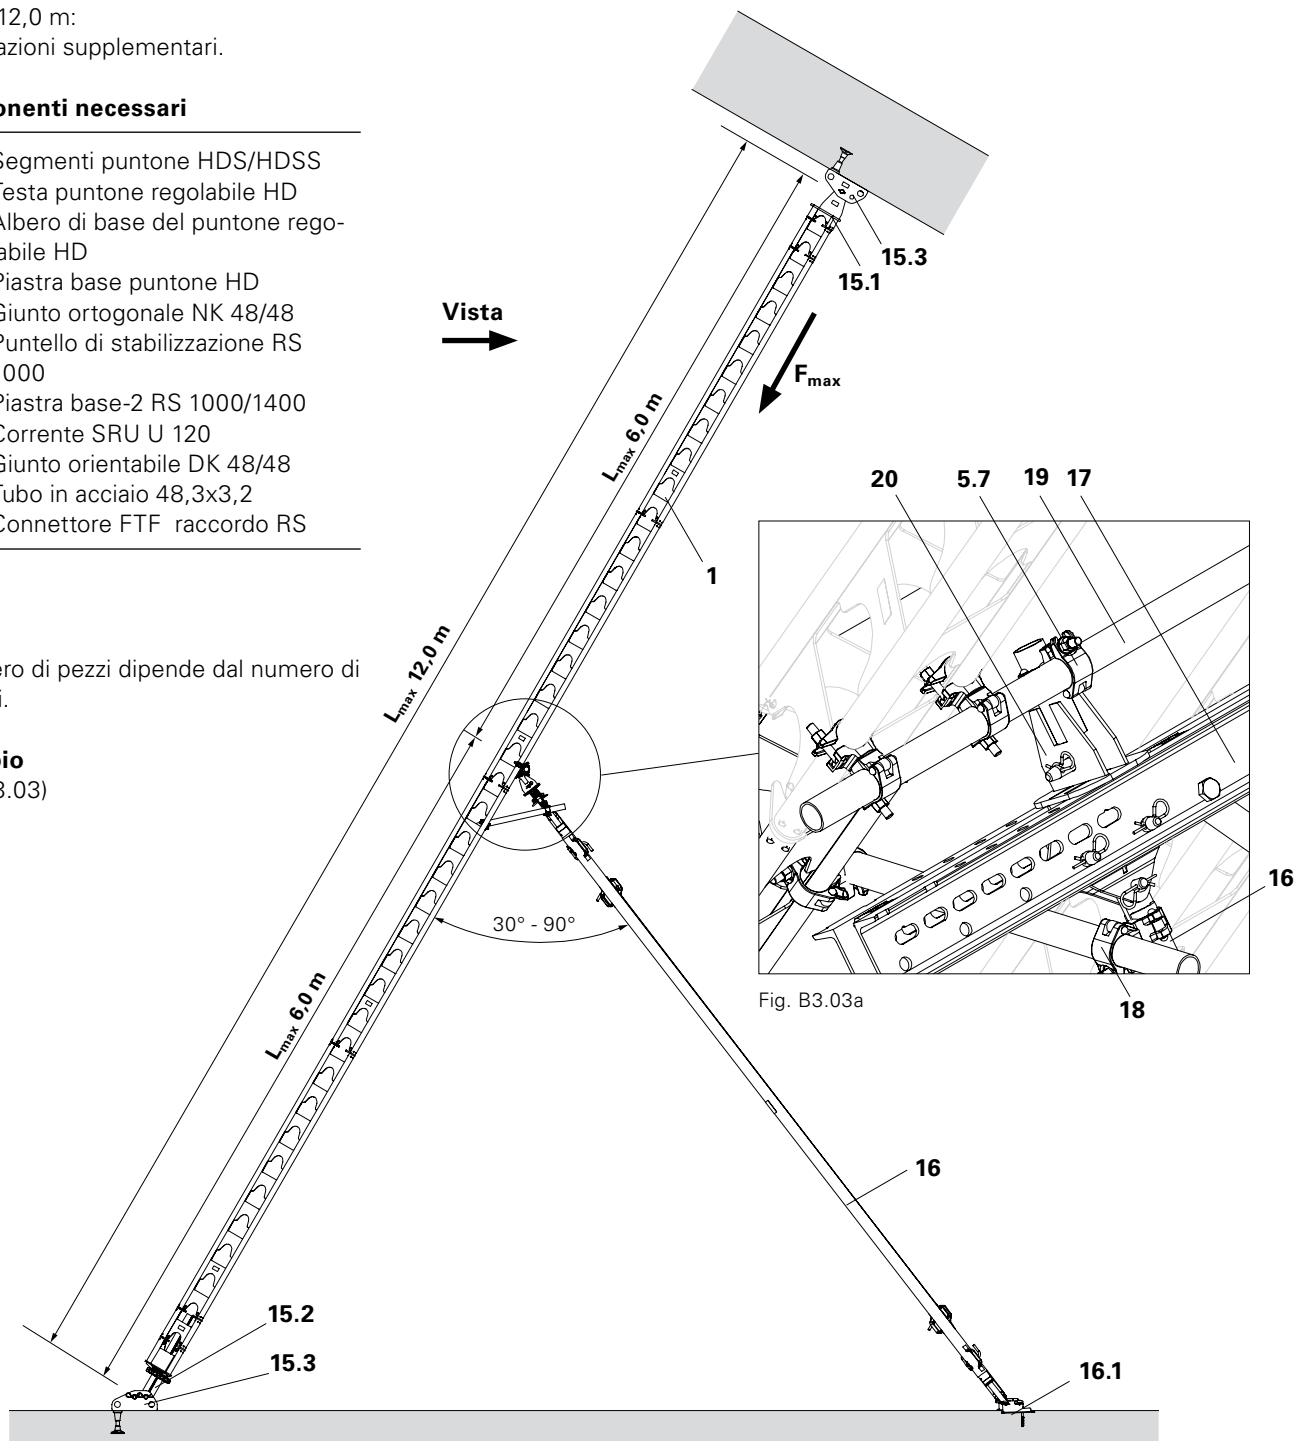 12,0 m:
azioni supplementari.
onenti necessari
Segmenti puntone HDS/HDSS
Testa puntone regolabile HD
Albero di base del puntone rego-
abile HD
Piastra base puntone HD
Giunto ortogonale NK 48/48
Puntello di stabilizzazione RS
000
Piastra base-2 RS 1000/1400
Corrente SRU U 120
Giunto orientabile DK 48/48
Tubo in acciaio 48,3x3,2
Connettore FTF raccordo RS
ero di pezzi dipende dal numero di
i.
pio
3.03)
Vista
15.3
15.1
Fmax
Lmax 6,0 m
1
Lmax 12,0 m
30° - 90°
Lmax 6,0 m
20
5.7
19
17
16
18
Fig. B3.03a
16
15.2
15.3
16.1